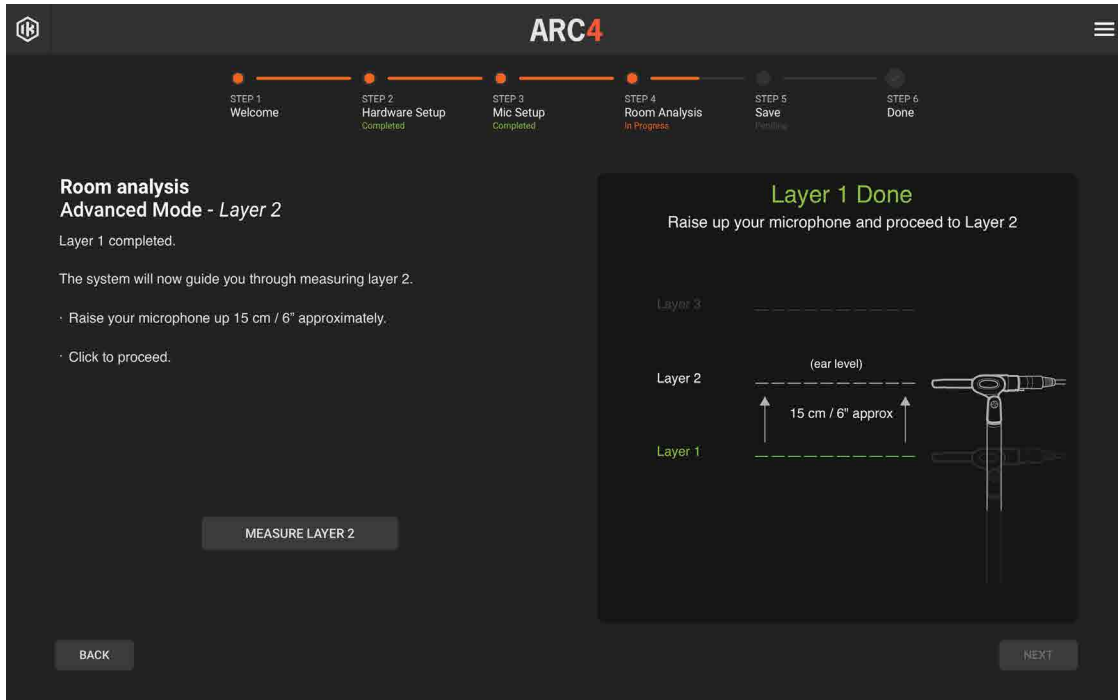 ARC4
STEP 1
Welcome
STEP 2
Hardware Setup
Completed
STEP 3
Mic Setup
Completed
STEP 4
Room Analysis
In Progress
STEP 5
Save
Pending
STEP 6
Done
Room analysis
Advanced Mode - Layer 2
Layer 1 completed.
The system will now guide you through measuring layer 2.
· Raise your microphone up 15 cm / 6" approximately.
· Click to proceed.
MEASURE LAYER 2
BACK
Layer 1 Done
Raise up your microphone and proceed to Layer 2
Layer 3
(ear level)
Layer 2
15 cm / 6" approx
Layer 1
NEXT